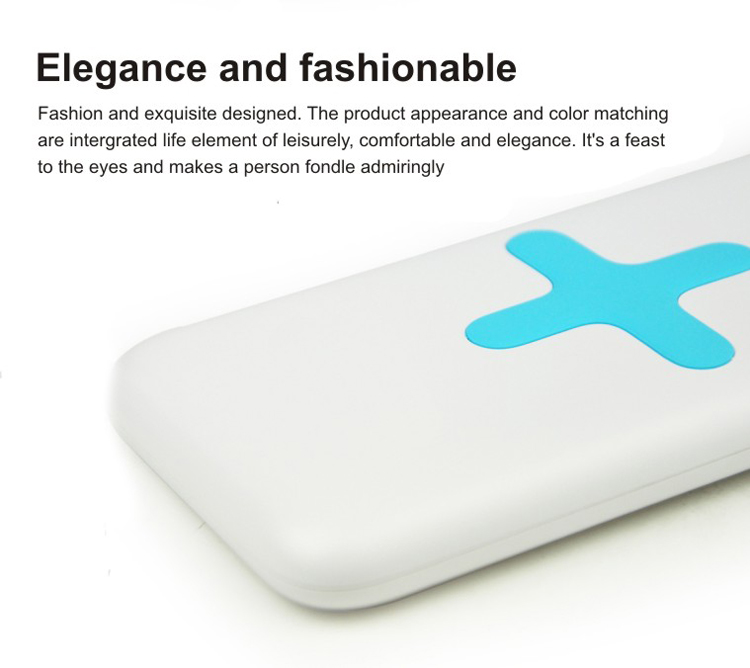 Elegance and fashionable
Fashion and exquisite designed. The product appearance and color matching
are intergrated life element of leisurely, comfortable and elegance. It's a feast
to the eyes and makes a person fondle admiringly